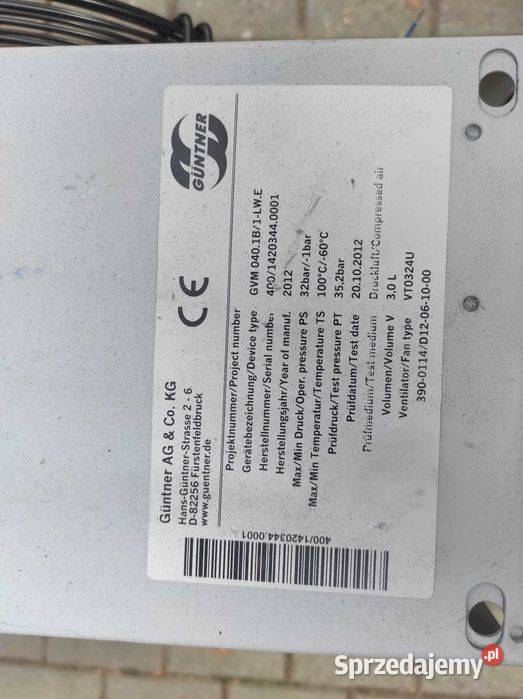 Güntner AG & Co. KG
Hans-Güntner-Strasse 2 - 6
D-82256 Fürstenfeldbruck
www.guentner.de
CE
GÜNTNER
Projektnummer/Project number
Gerätebezeichnung/Device type GVM 040.1B/1-LW.E
Herstellnummer/Serial number 400/1420344.0001
Herstellungsjahr/Year of manuf. 2012
Max/Min Druck/Oper. pressure PS 32bar/-1bar
Max/Min Temperatur/Temperature TS 100°C/-60°C
Prüfdruck/Test pressure PT 35,2bar
Prüfdatum/Test date 20.10.2012
Prüfmedium/Test medium Druckluft/Compressed air
Volumen/Volume V 3,0 L
Ventilator/Fan type VT0324U
390-0114/D12-06-10-00
400/1420344.0001
Sprzedajemy.pl